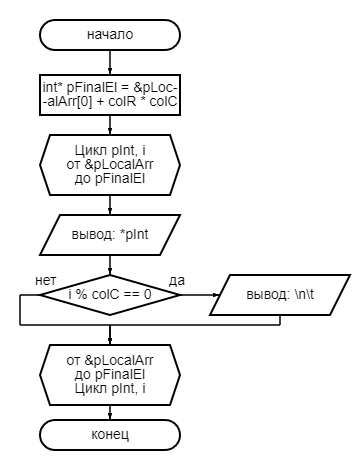 начало
int* pFinalEl = &pLoc-
-alArr[0] + colR * colC
Цикл pInt, i
от &pLocalArr
до pFinalEl
вывод: *pInt
нет
да
i % colC == 0
вывод: \n\t
от &pLocalArr
до pFinalEl
Цикл pInt, i
конец